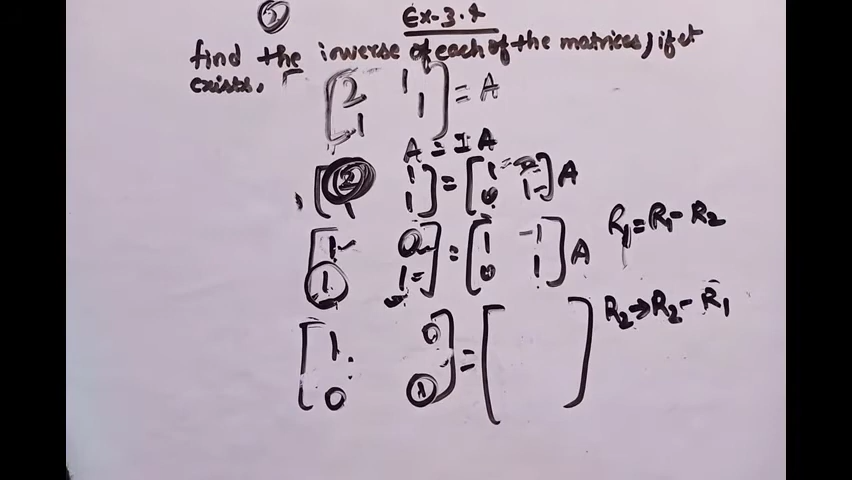 ②
Ex-3.4
find the inverse of each of the matrices, if it
exists.
[2 1
1 1] = A
A = I A
[2 1
1 1] = [1 0
0 1] A
[1 0
1 1] = [1 -1
0 1] A R₁ = R₁ - R₂
[1 0
0 1] = [ ] R₂ → R₂ - R₁